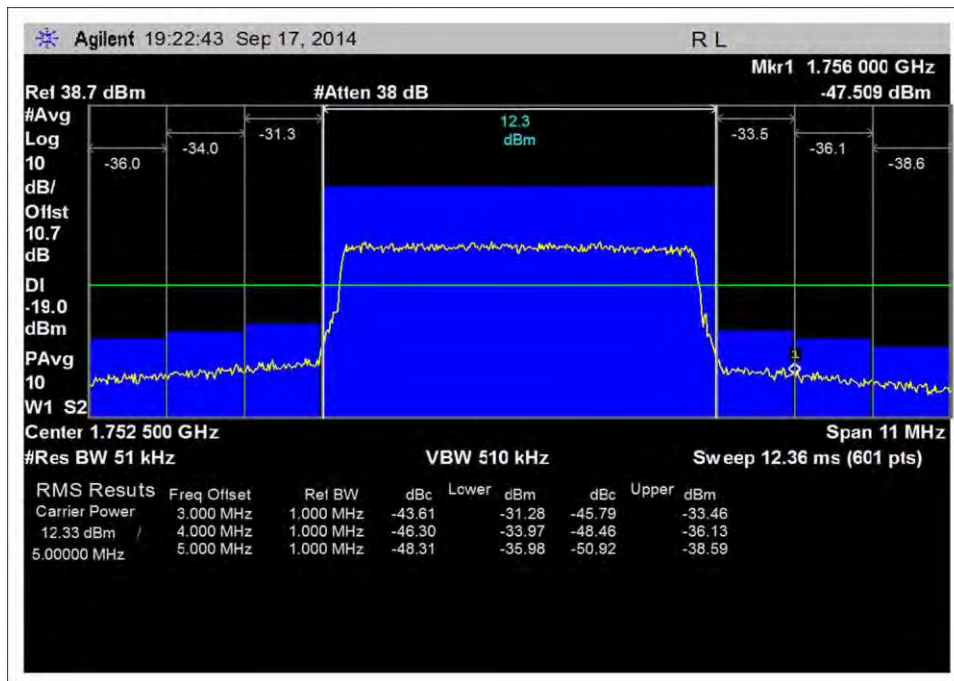 Agilent 19:22:43 Sep 17, 2014 R L
Mkr1 1.756 000 GHz
Ref 38.7 dBm #Atten 38 dB -47.509 dBm
#Avg
Log
10
dB/
Offst
10.7
dB
DI
-19.0
dBm
PAvg
10
W1 S2
-36.0 -34.0 -31.3 12.3 dBm -33.5 -36.1 -38.6
1
Center 1.752 500 GHz Span 11 MHz
#Res BW 51 kHz VBW 510 kHz Sweep 12.36 ms (601 pts)
RMS Resuts Freq Offset Ref BW dBc Lower dBm dBc Upper dBm
Carrier Power 3.000 MHz 1.000 MHz -43.61 -31.28 -45.79 -33.46
12.33 dBm / 4.000 MHz 1.000 MHz -46.30 -33.97 -48.46 -36.13
5.00000 MHz 5.000 MHz 1.000 MHz -48.31 -35.98 -50.92 -38.59